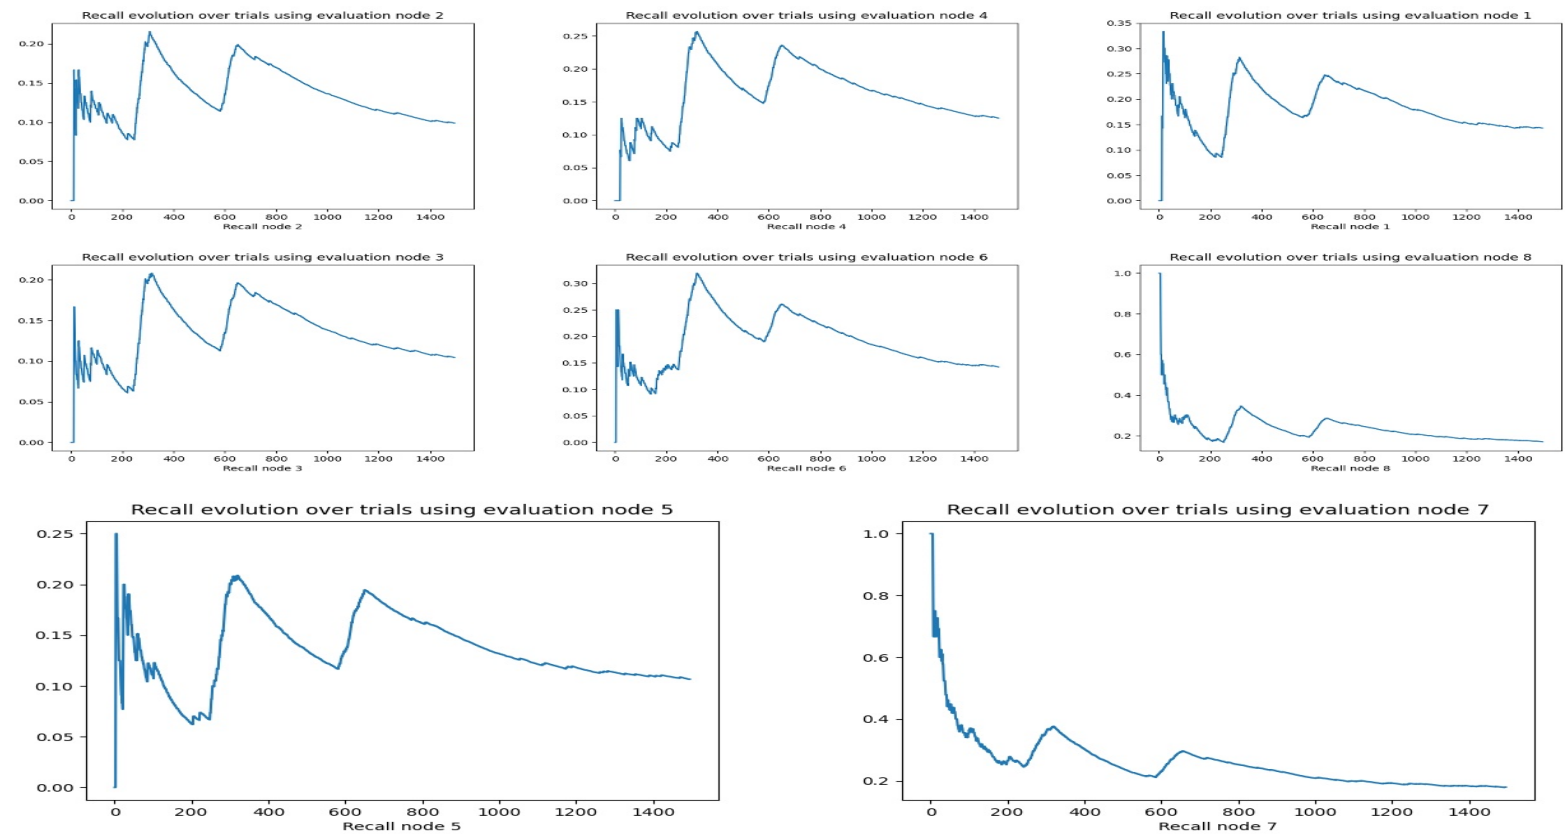 Recall evolution over trials using evaluation node 2
0.20
0.15
0.10
0.05
0.00
0 200 400 600 800 1000 1200 1400
Recall node 2
Recall evolution over trials using evaluation node 4
0.25
0.20
0.15
0.10
0.05
0.00
0 200 400 600 800 1000 1200 1400
Recall node 4
Recall evolution over trials using evaluation node 1
0.35
0.30
0.25
0.20
0.15
0.10
0.05
0.00
0 200 400 600 800 1000 1200 1400
Recall node 1
Recall evolution over trials using evaluation node 3
0.20
0.15
0.10
0.05
0.00
0 200 400 600 800 1000 1200 1400
Recall node 3
Recall evolution over trials using evaluation node 6
0.30
0.25
0.20
0.15
0.10
0.05
0.00
0 200 400 600 800 1000 1200 1400
Recall node 6
Recall evolution over trials using evaluation node 8
1.0
0.8
0.6
0.4
0.2
0 200 400 600 800 1000 1200 1400
Recall node 8
Recall evolution over trials using evaluation node 5
0.25
0.20
0.15
0.10
0.05
0.00
0 200 400 600 800 1000 1200 1400
Recall node 5
Recall evolution over trials using evaluation node 7
1.0
0.8
0.6
0.4
0.2
0 200 400 600 800 1000 1200 1400
Recall node 7